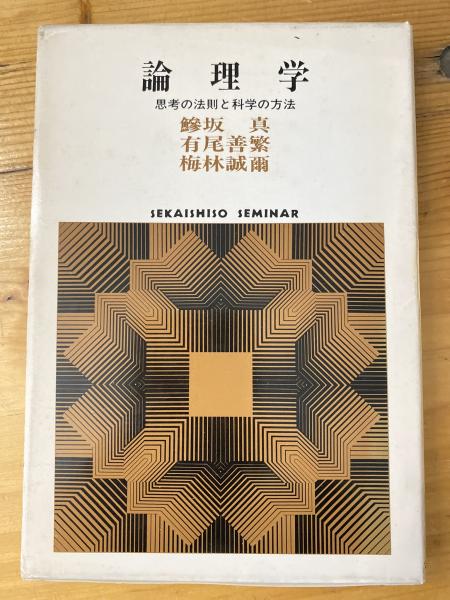 論理学
思考の法則と科学の方法
鰺坂 真
有尾善繁
梅林誠爾
SEKAISHISO SEMINAR